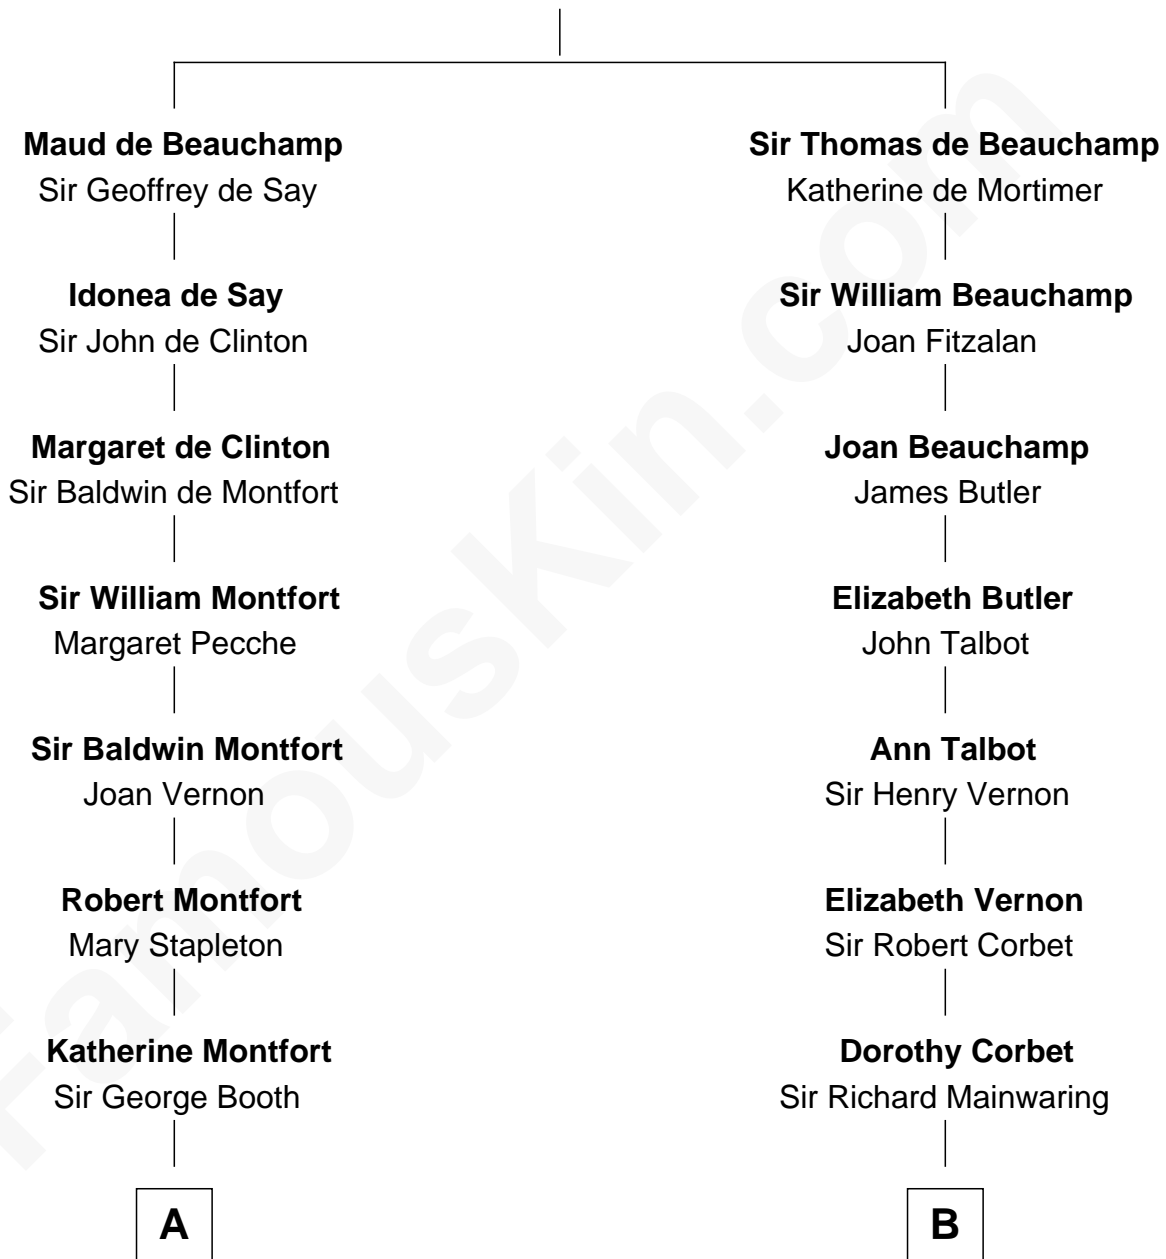 Maud de Beauchamp
Sir Geoffrey de Say
Idonea de Say
Sir John de Clinton
Margaret de Clinton
Sir Baldwin de Montfort
Sir William Montfort
Margaret Pecche
Sir Baldwin Montfort
Joan Vernon
Robert Montfort
Mary Stapleton
Katherine Montfort
Sir George Booth
A
Sir Thomas de Beauchamp
Katherine de Mortimer
Sir William Beauchamp
Joan Fitzalan
Joan Beauchamp
James Butler
Elizabeth Butler
John Talbot
Ann Talbot
Sir Henry Vernon
Elizabeth Vernon
Sir Robert Corbet
Dorothy Corbet
Sir Richard Mainwaring
B
FamousKin.com